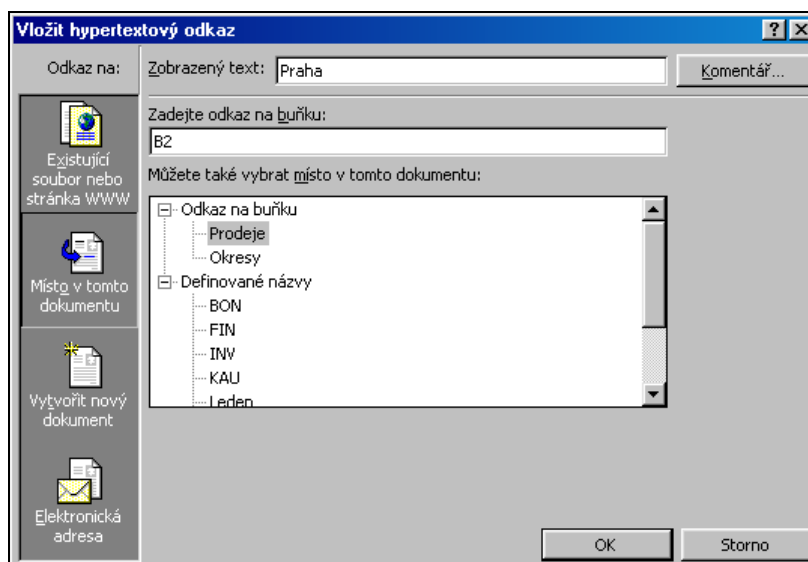 Vložit hypertextový odkaz
Odkaz na:
Zobrazený text:
Praha
Komentář...
Existující
soubor nebo
stránka WWW
Místo v tomto
dokumentu
Vytvořit nový
dokument
Elektronická
adresa
Zadejte odkaz na buňku:
B2
Můžete také vybrat místo v tomto dokumentu:
Odkaz na buňku
Prodeje
Okresy
Definované názvy
BON
FIN
INV
KAU
Leden
OK
Storno